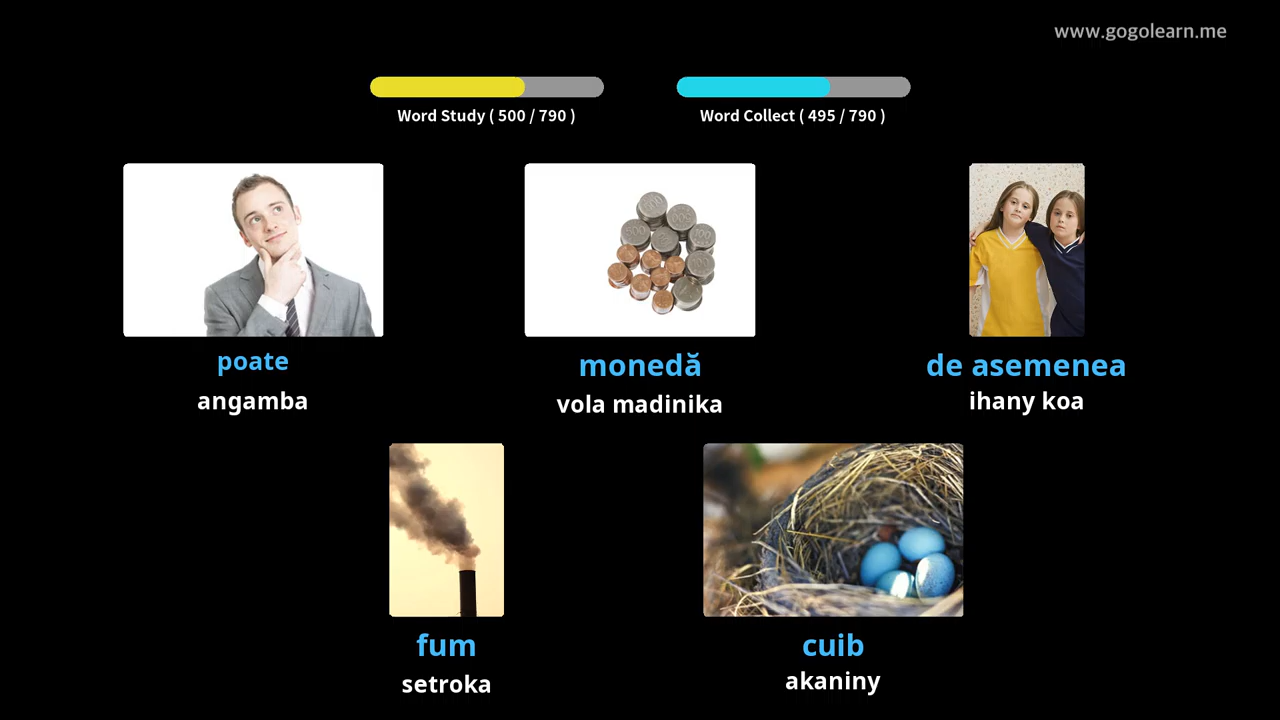 www.gogolearn.me
Word Study ( 500 / 790 )
Word Collect ( 495 / 790 )
poate
angamba
monedă
vola madinika
de asemenea
ihany koa
fum
setroka
cuib
akaniny